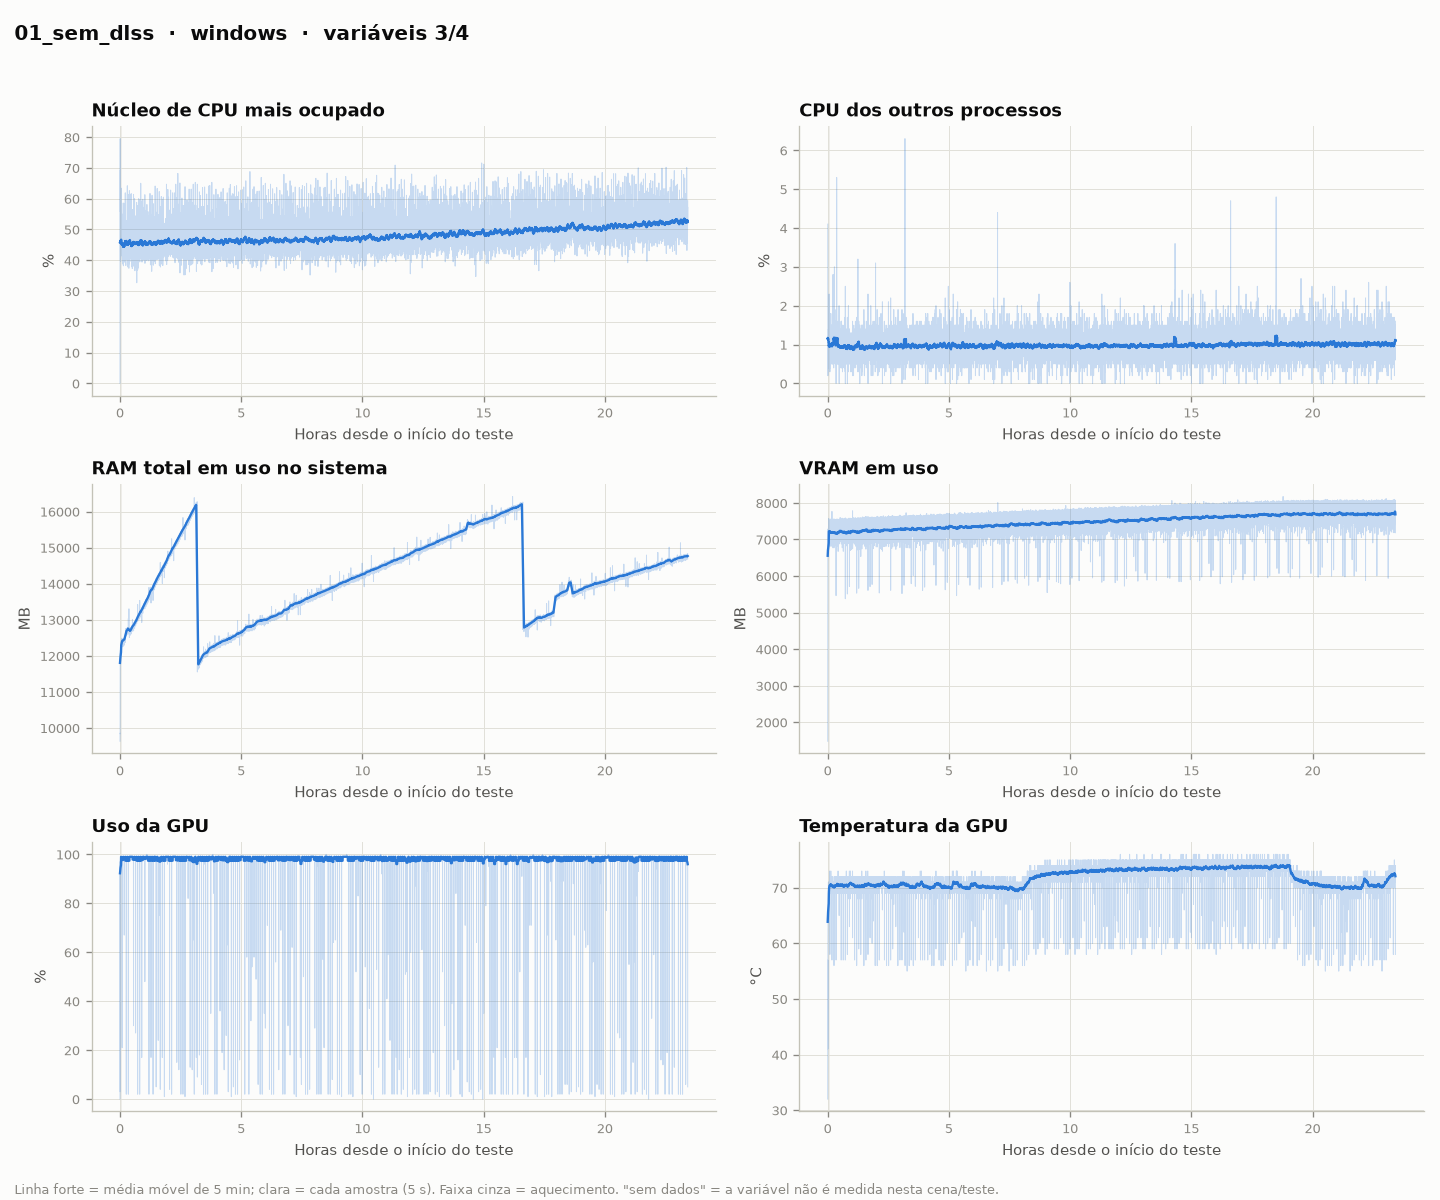 01_sem_dlss · windows · variáveis 3/4
Núcleo de CPU mais ocupado
80
70
60
50
40
30
20
10
0
%
0 5 10 15 20
Horas desde o início do teste
CPU dos outros processos
6
5
4
3
2
1
0
%
0 5 10 15 20
Horas desde o início do teste
RAM total em uso no sistema
16000
15000
14000
13000
12000
11000
10000
MB
0 5 10 15 20
Horas desde o início do teste
VRAM em uso
8000
7000
6000
5000
4000
3000
2000
MB
0 5 10 15 20
Horas desde o início do teste
Uso da GPU
100
80
60
40
20
0
%
0 5 10 15 20
Horas desde o início do teste
Temperatura da GPU
70
60
50
40
30
°C
0 5 10 15 20
Horas desde o início do teste
Linha forte = média móvel de 5 min; clara = cada amostra (5 s). Faixa cinza = aquecimento. "sem dados" = a variável não é medida nesta cena/teste.